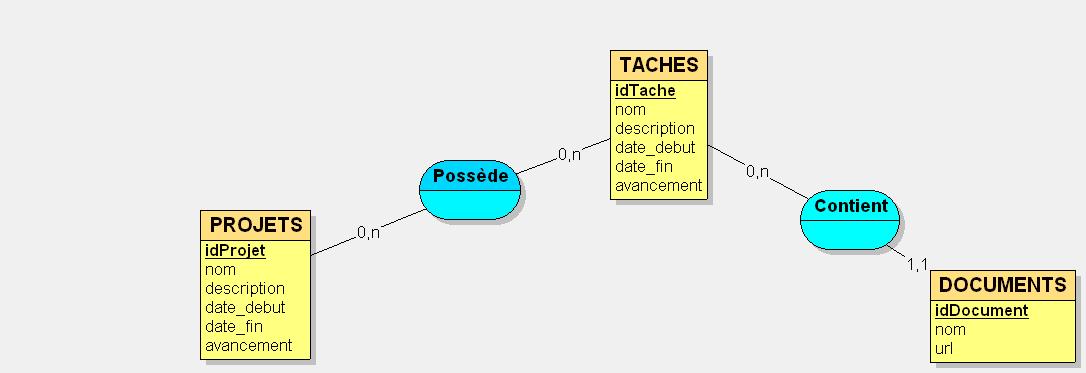 TACHES
idTache
nom
description
date_debut
date_fin
avancement
0,n
0,n
Possède
Contient
PROJETS
idProjet
nom
description
date_debut
date_fin
avancement
0,n
1,1
DOCUMENTS
idDocument
nom
url